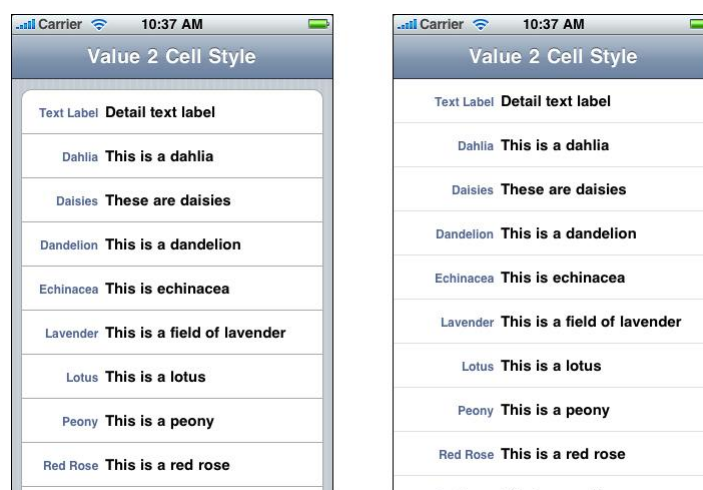 Carrier 10:37 AM
Value 2 Cell Style
Text Label Detail text label
Dahlia This is a dahlia
Daisies These are daisies
Dandelion This is a dandelion
Echinacea This is echinacea
Lavender This is a field of lavender
Lotus This is a lotus
Peony This is a peony
Red Rose This is a red rose
Carrier 10:37 AM
Value 2 Cell Style
Text Label Detail text label
Dahlia This is a dahlia
Daisies These are daisies
Dandelion This is a dandelion
Echinacea This is echinacea
Lavender This is a field of lavender
Lotus This is a lotus
Peony This is a peony
Red Rose This is a red rose